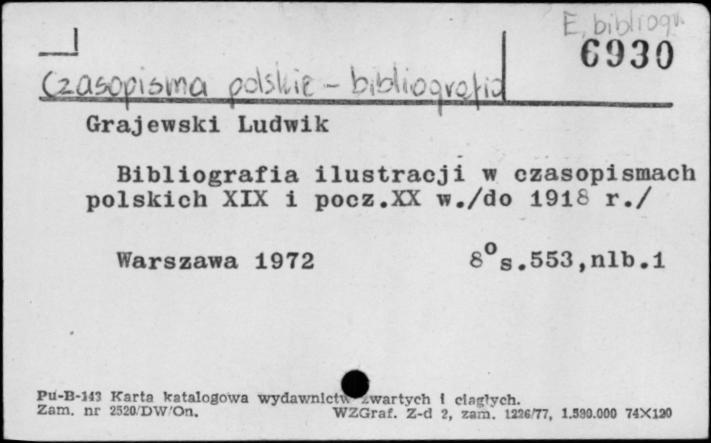 E. bibliogr.
6930
Czasopisma polskie - bibliografia
Grajewski Ludwik
Bibliografia ilustracji w czasopismach
polskich XIX i pocz.XX w./do 1918 r./
Warszawa 1972 8° s.553,nlb.1
Pu-B-143 Karta katalogowa wydawnictw zwartych i ciągłych.
Zam. nr 2520/DW/On. WZGraf. Z-d 2, zam. 1226/77, 1.500.000 74X120